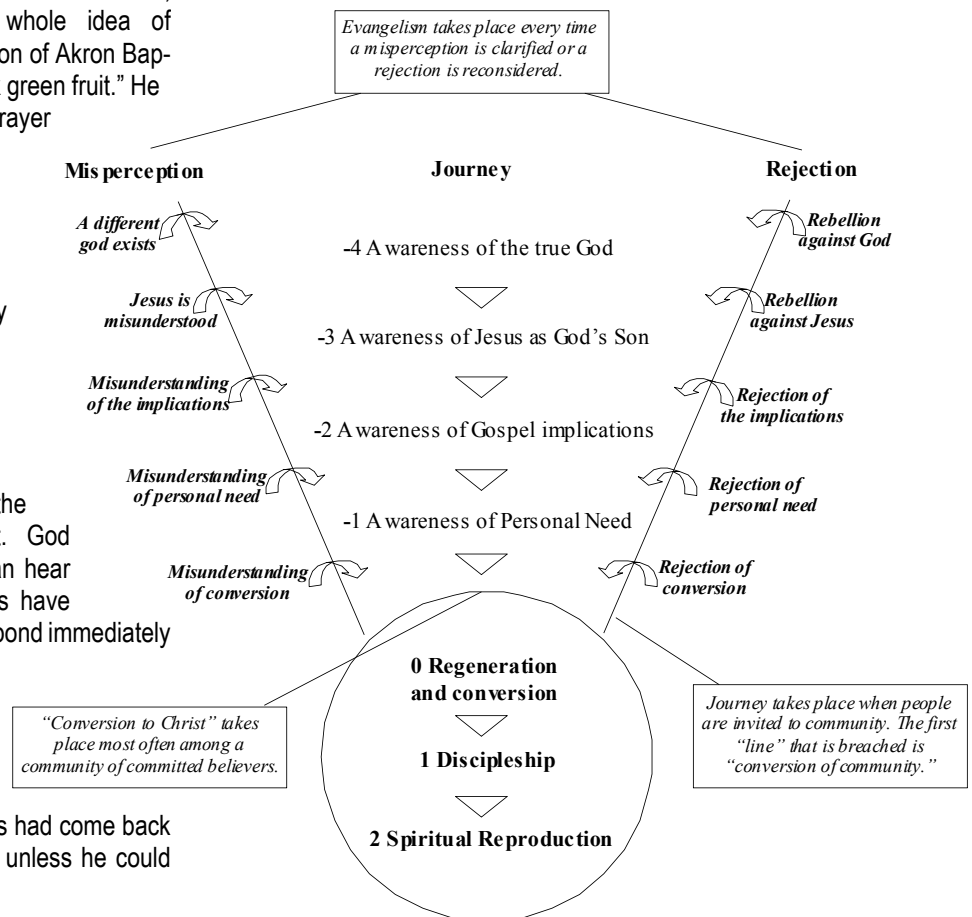 whole idea of
on of Akron Bap-
green fruit.” He
rayer
y
the
God
an hear
s have
pond immediately
s had come back
unless he could
Evangelism takes place every time
a misperception is clarified or a
rejection is reconsidered.
Misperception
Journey
Rejection
A different
god exists
-4 Awareness of the true God
Rebellion
against God
Jesus is
misunderstood
-3 Awareness of Jesus as God’s Son
Rebellion
against Jesus
Misunderstanding
of the implications
-2 Awareness of Gospel implications
Rejection of
the implications
Misunderstanding
of personal need
-1 Awareness of Personal Need
Rejection of
personal need
Misunderstanding
of conversion
Rejection of
conversion
0 Regeneration
and conversion
1 Discipleship
2 Spiritual Reproduction
“Conversion to Christ” takes
place most often among a
community of committed believers.
Journey takes place when people
are invited to community. The first
“line” that is breached is
“conversion of community.”